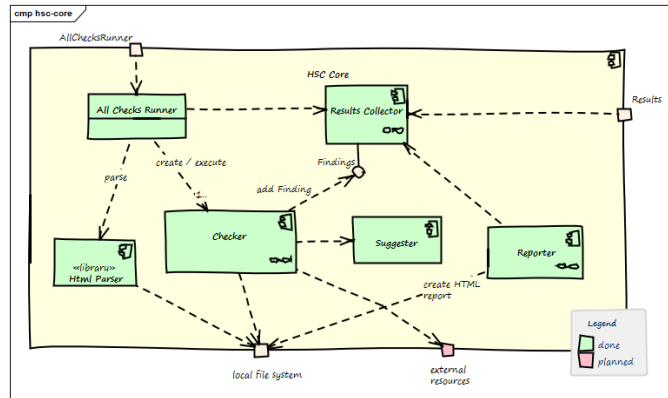 cmp hsc-core
AllChecksRunner
HSC Core
All Checks Runner
Results Collector
Results
parse
create / execute
Findings
add Finding
1..
Checker
Suggester
Reporter
«library»
Html Parser
create HTML
report
local file system
external
resources
Legend
done
planned